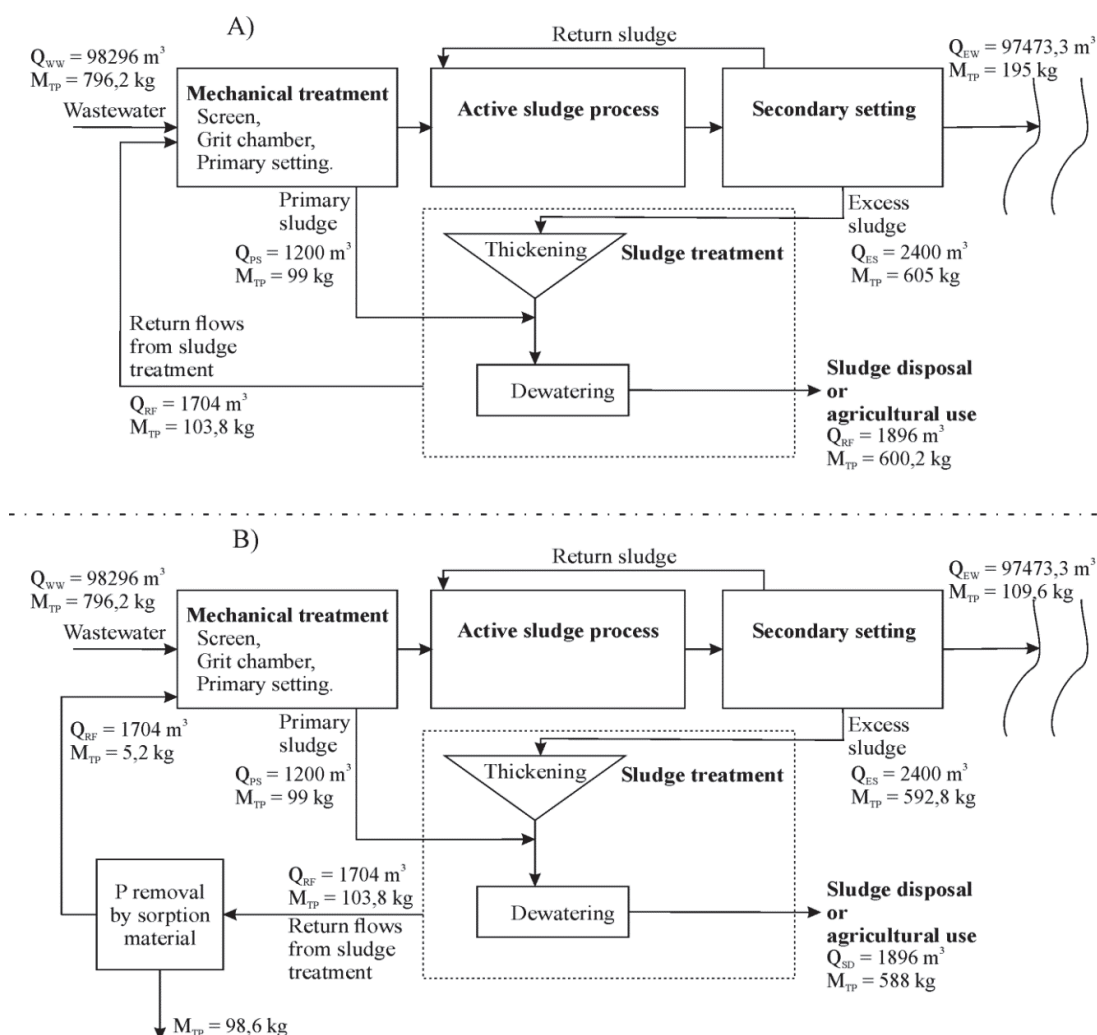 A)
Q_WW = 98296 m³
M_TP = 796,2 kg
Wastewater
Mechanical treatment
Screen,
Grit chamber,
Primary setting.
Return sludge
Active sludge process
Secondary setting
Q_EW = 97473,3 m³
M_TP = 195 kg
Primary
sludge
Q_PS = 1200 m³
M_TP = 99 kg
Thickening
Sludge treatment
Excess
sludge
Q_ES = 2400 m³
M_TP = 605 kg
Return flows
from sludge
treatment
Q_RF = 1704 m³
M_TP = 103,8 kg
Dewatering
Sludge disposal
or
agricultural use
Q_RF = 1896 m³
M_TP = 600,2 kg
B)
Q_WW = 98296 m³
M_TP = 796,2 kg
Wastewater
Mechanical treatment
Screen,
Grit chamber,
Primary setting.
Return sludge
Active sludge process
Secondary setting
Q_EW = 97473,3 m³
M_TP = 109,6 kg
Q_RF = 1704 m³
M_TP = 5,2 kg
Primary
sludge
Q_PS = 1200 m³
M_TP = 99 kg
Thickening
Sludge treatment
Excess
sludge
Q_ES = 2400 m³
M_TP = 592,8 kg
P removal
by sorption
material
Q_RF = 1704 m³
M_TP = 103,8 kg
Return flows
from sludge
treatment
Dewatering
Sludge disposal
or
agricultural use
Q_SD = 1896 m³
M_TP = 588 kg
M_TP = 98,6 kg